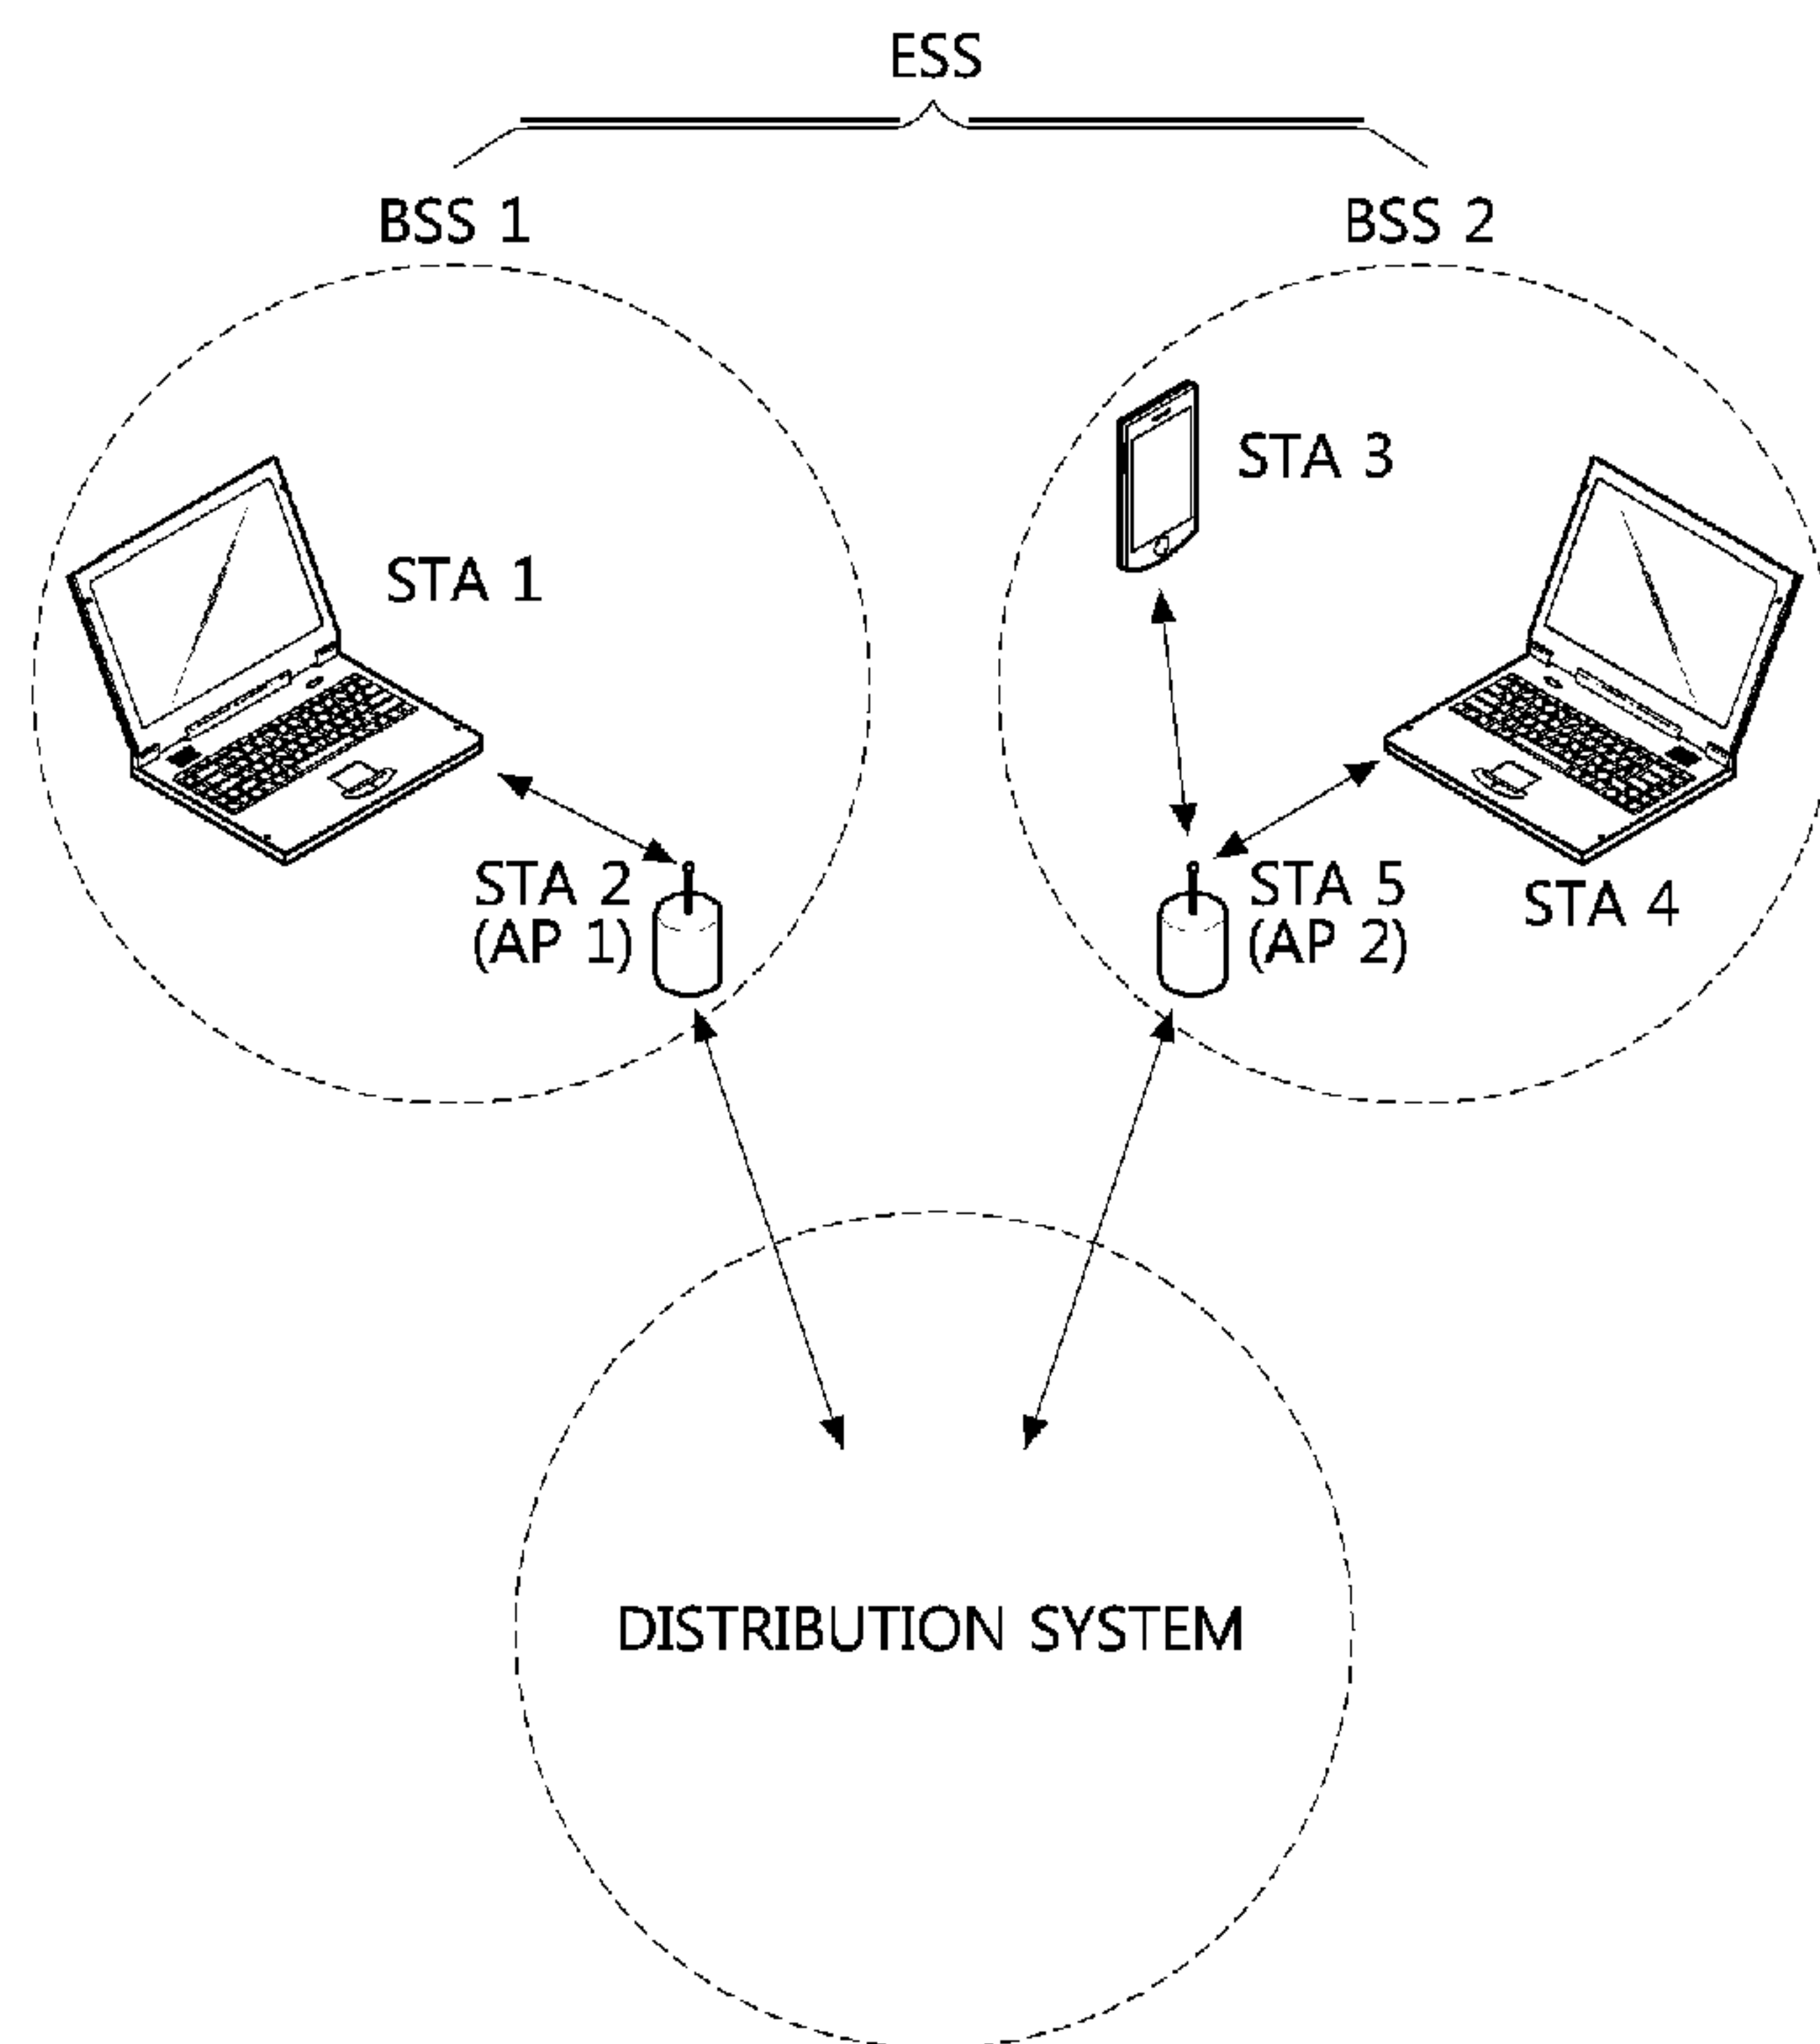 ESS
BSS 1
BSS 2
STA 1
STA 3
STA 2
(AP 1)
STA 5
(AP 2)
STA 4
DISTRIBUTION SYSTEM